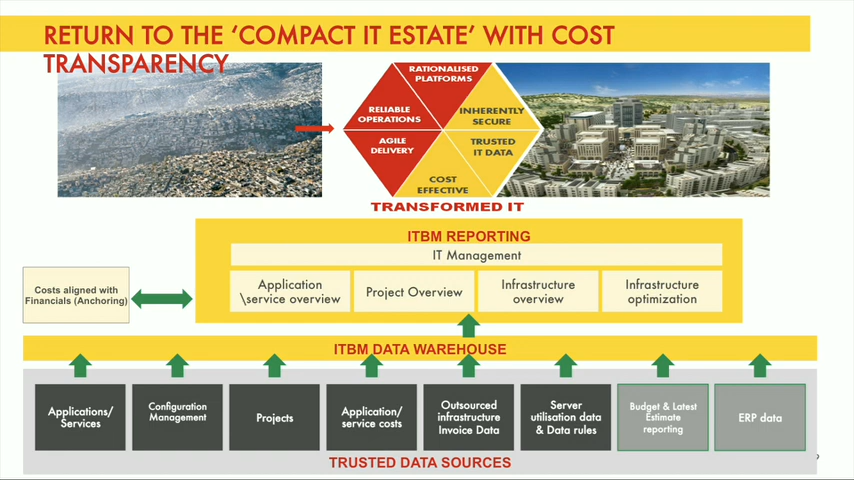 RETURN TO THE ‘COMPACT IT ESTATE’ WITH COST
TRANSPARENCY
RATIONALISED
PLATFORMS
RELIABLE
OPERATIONS
INHERENTLY
SECURE
AGILE
DELIVERY
TRUSTED
IT DATA
COST
EFFECTIVE
TRANSFORMED IT
ITBM REPORTING
IT Management
Application
\service overview
Project Overview
Infrastructure
overview
Infrastructure
optimization
Costs aligned with
Financials (Anchoring)
ITBM DATA WAREHOUSE
Applications/
Services
Configuration
Management
Projects
Application/
service costs
Outsourced
infrastructure
Invoice Data
Server
utilisation data
& Data rules
Budget & Latest
Estimate
reporting
ERP data
TRUSTED DATA SOURCES